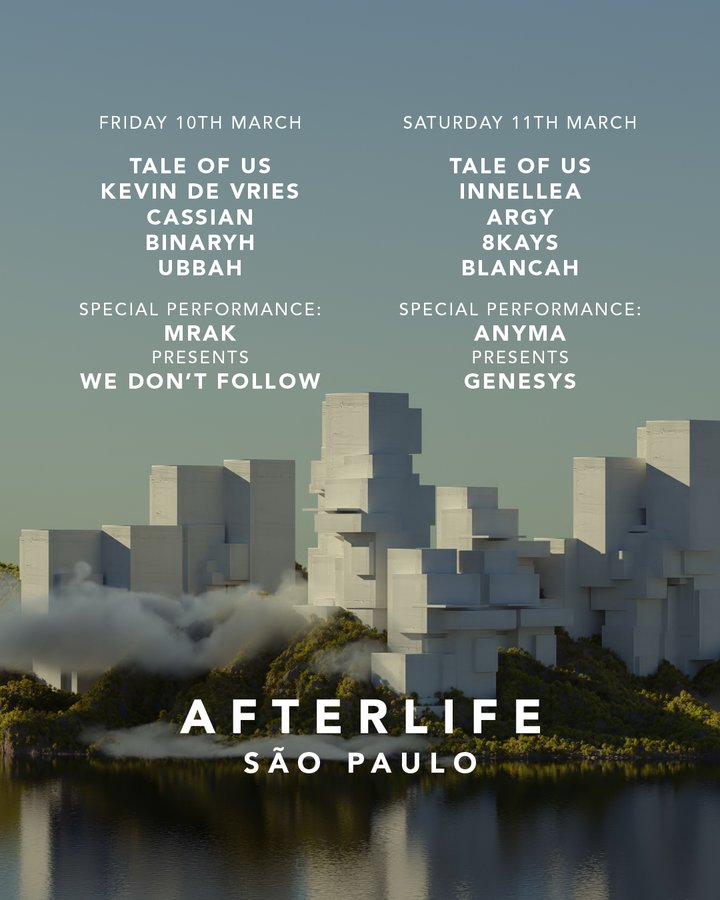 FRIDAY 10TH MARCH
TALE OF US
KEVIN DE VRIES
CASSIAN
BINARYH
UBBAH
SPECIAL PERFORMANCE:
MRAK
PRESENTS
WE DON'T FOLLOW
SATURDAY 11TH MARCH
TALE OF US
INNELLEA
ARGY
8KAYS
BLANCAH
SPECIAL PERFORMANCE:
ANYMA
PRESENTS
GENESYS
AFTERLIFE
SÃO PAULO